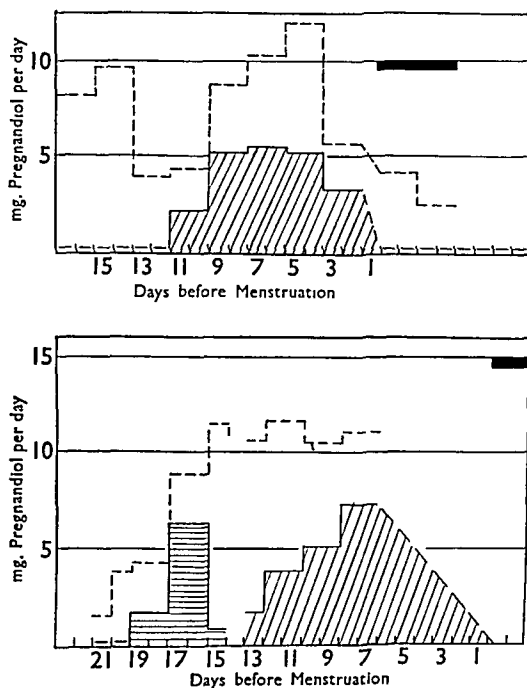 mg. Pregnandiol per day
10
5
15 13 11 9 7 5 3 1
Days before Menstruation
mg. Pregnandiol per day
15
10
5
21 19 17 15 13 11 9 7 5 3 1
Days before Menstruation